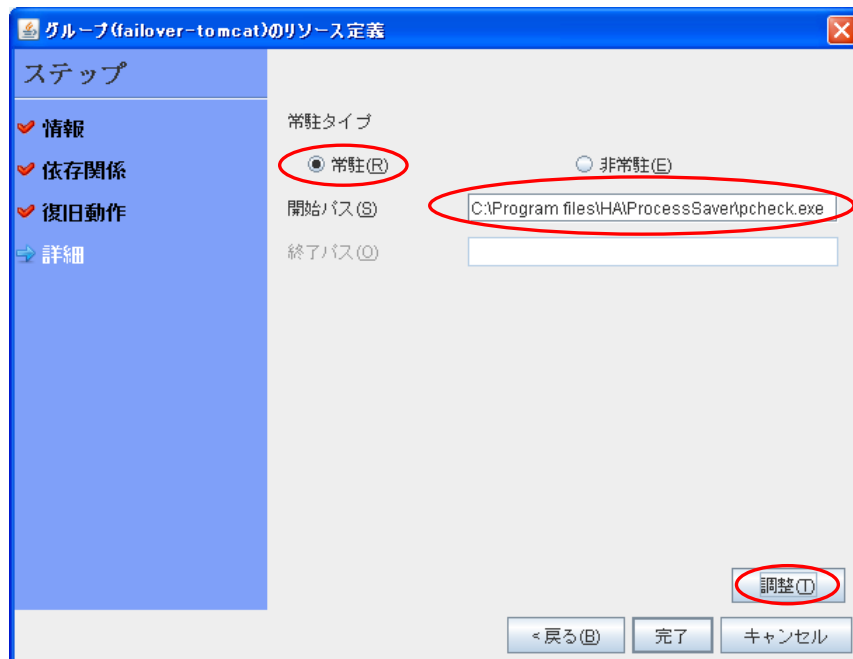 グループ(failover-tomcat)のリソース定義
ステップ
情報
依存関係
復旧動作
詳細
常駐タイプ
常駐(R) 非常駐(E)
開始パス(S) C:\Program files\HA\ProcessSaver\pcheck.exe
終了パス(O)
調整(T)
<戻る(B) 完了 キャンセル